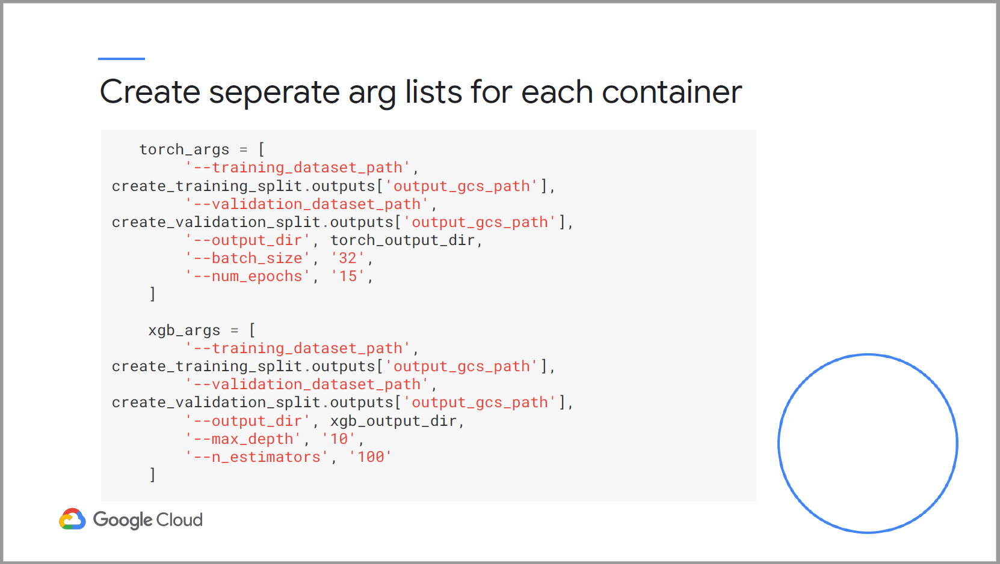 Create seperate arg lists for each container
torch_args = [
'--training_dataset_path',
create_training_split.outputs['output_gcs_path'],
'--validation_dataset_path',
create_validation_split.outputs['output_gcs_path'],
'--output_dir', torch_output_dir,
'--batch_size', '32',
'--num_epochs', '15',
]
xgb_args = [
'--training_dataset_path',
create_training_split.outputs['output_gcs_path'],
'--validation_dataset_path',
create_validation_split.outputs['output_gcs_path'],
'--output_dir', xgb_output_dir,
'--max_depth', '10',
'--n_estimators', '100'
]
Google Cloud